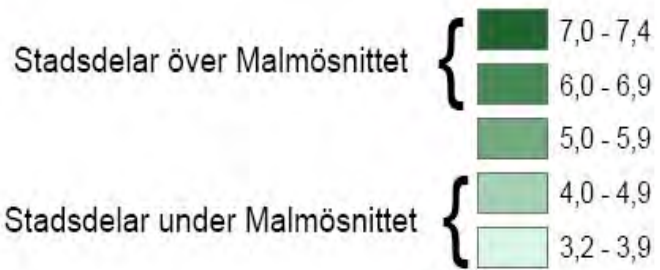 Stadsdelar över Malmösnittet
7,0 - 7,4
6,0 - 6,9
5,0 - 5,9
Stadsdelar under Malmösnittet
4,0 - 4,9
3,2 - 3,9